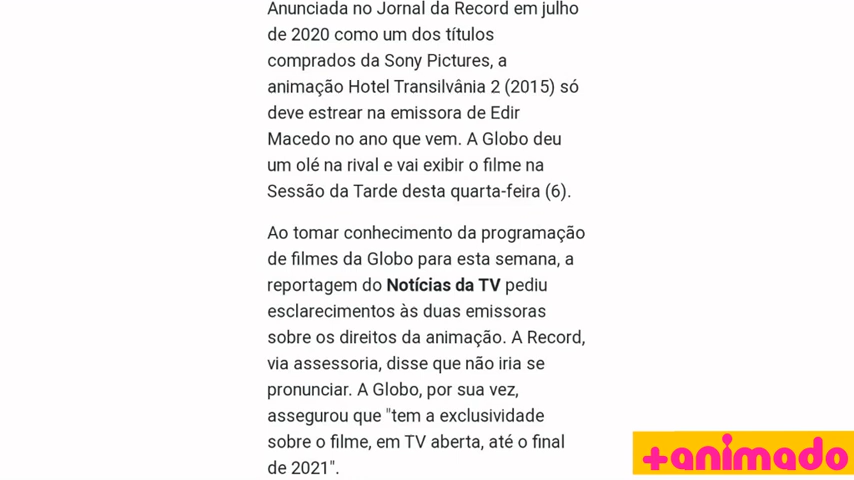 Anunciada no Jornal da Record em julho
de 2020 como um dos títulos
comprados da Sony Pictures, a
animação Hotel Transilvânia 2 (2015) só
deve estrear na emissora de Edir
Macedo no ano que vem. A Globo deu
um olé na rival e vai exibir o filme na
Sessão da Tarde desta quarta-feira (6).
Ao tomar conhecimento da programação
de filmes da Globo para esta semana, a
reportagem do Notícias da TV pediu
esclarecimentos às duas emissoras
sobre os direitos da animação. A Record,
via assessoria, disse que não iria se
pronunciar. A Globo, por sua vez,
assegurou que "tem a exclusividade
sobre o filme, em TV aberta, até o final
de 2021".
+animado